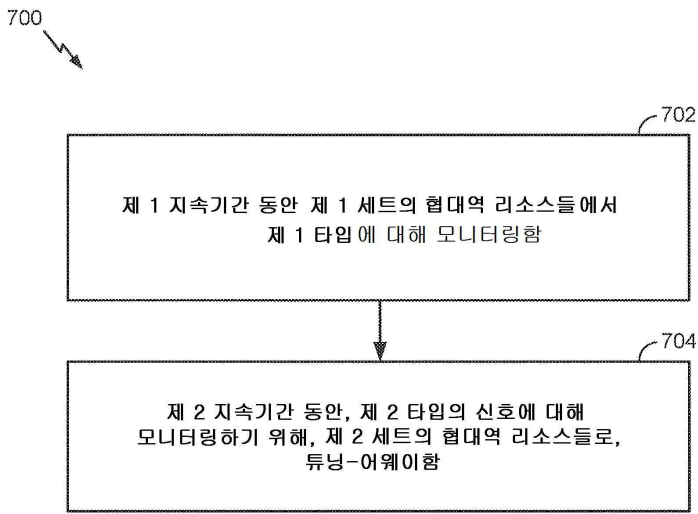 700
702
제 1 지속기간 동안 제 1 세트의 협대역 리소스들에서
제 1 타입에 대해 모니터링함
704
제 2 지속기간 동안, 제 2 타입의 신호에 대해
모니터링하기 위해, 제 2 세트의 협대역 리소스들로,
튜닝-어웨이함